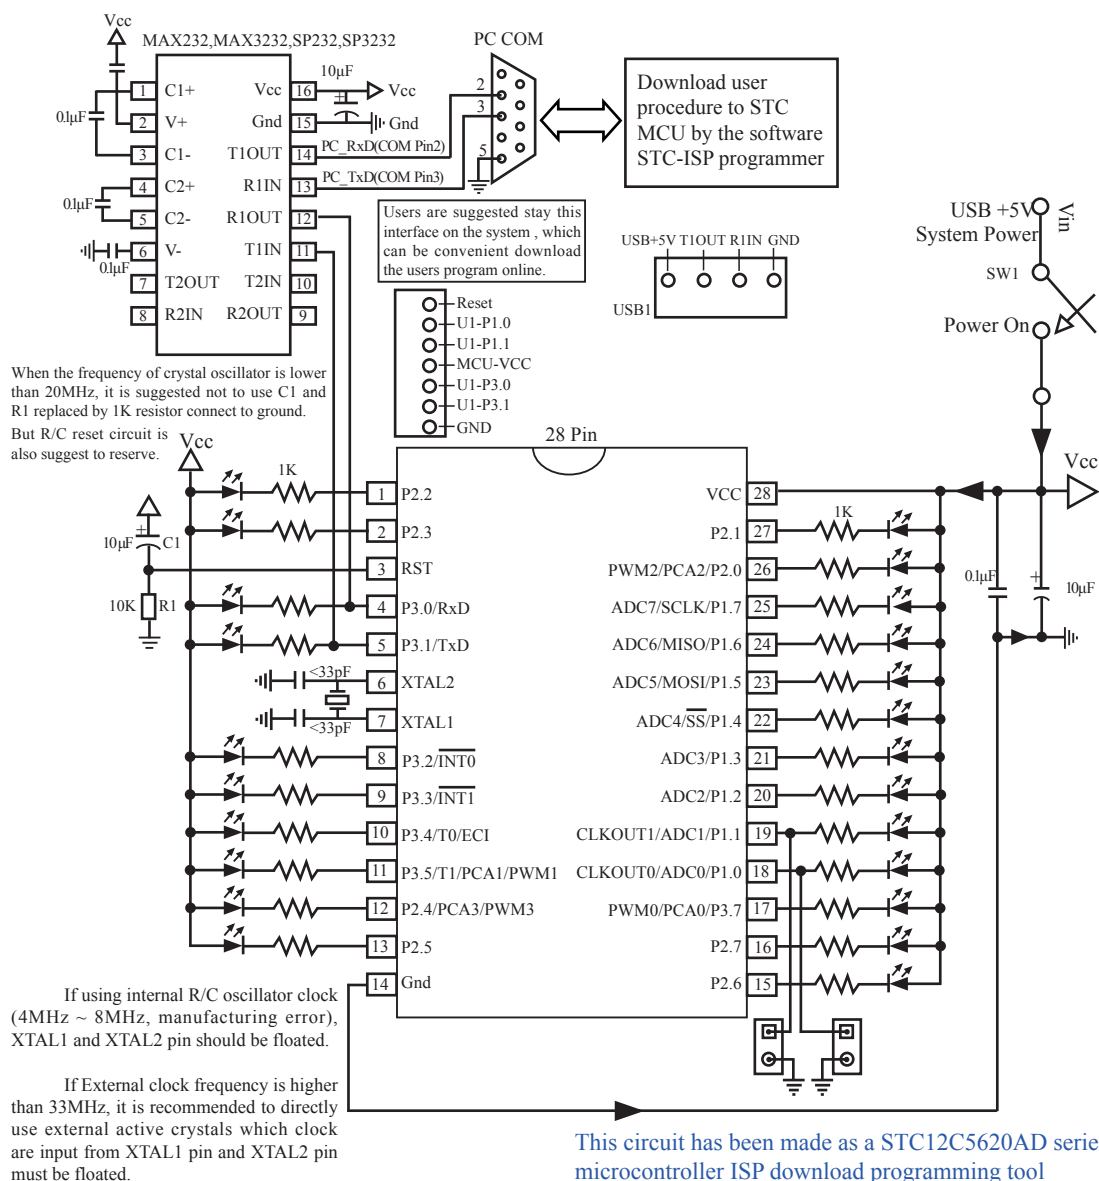 Vcc
MAX232,MAX3232,SP232,SP3232
PC COM
10μF
1 C1+ Vcc 16 Vcc
0.1μF
2 V+ Gnd 15 Gnd
3 C1- T1OUT 14 PC_RxD(COM Pin2)
4 C2+ R1IN 13 PC_TxD(COM Pin3)
0.1μF
5 C2- R1OUT 12
6 V- T1IN 11
0.1μF
7 T2OUT T2IN 10
8 R2IN R2OUT 9
2
3
5
Download user
procedure to STC
MCU by the software
STC-ISP programmer
Users are suggested stay this
interface on the system , which
can be convenient download
the users program online.
USB+5V T1OUT R1IN GND
USB1
USB +5V
System Power
Vin
SW1
Power On
Reset
U1-P1.0
U1-P1.1
MCU-VCC
U1-P3.0
U1-P3.1
GND
When the frequency of crystal oscillator is lower
than 20MHz, it is suggested not to use C1 and
R1 replaced by 1K resistor connect to ground.
But R/C reset circuit is
also suggest to reserve.
Vcc
28 Pin
Vcc
1K
1 P2.2
VCC 28
2 P2.3
P2.1 27
1K
10μF C1
3 RST
PWM2/PCA2/P2.0 26
10K R1
4 P3.0/RxD
ADC7/SCLK/P1.7 25
0.1μF
10μF
5 P3.1/TxD
ADC6/MISO/P1.6 24
<33pF
6 XTAL2
ADC5/MOSI/P1.5 23
<33pF
7 XTAL1
ADC4/SS/P1.4 22
8 P3.2/INT0
ADC3/P1.3 21
9 P3.3/INT1
ADC2/P1.2 20
10 P3.4/T0/ECI
CLKOUT1/ADC1/P1.1 19
11 P3.5/T1/PCA1/PWM1
CLKOUT0/ADC0/P1.0 18
12 P2.4/PCA3/PWM3
PWM0/PCA0/P3.7 17
13 P2.5
P2.7 16
14 Gnd
P2.6 15
If using internal R/C oscillator clock
(4MHz ~ 8MHz, manufacturing error),
XTAL1 and XTAL2 pin should be floated.
If External clock frequency is higher
than 33MHz, it is recommended to directly
use external active crystals which clock
are input from XTAL1 pin and XTAL2 pin
must be floated.
This circuit has been made as a STC12C5620AD serie
microcontroller ISP download programming tool